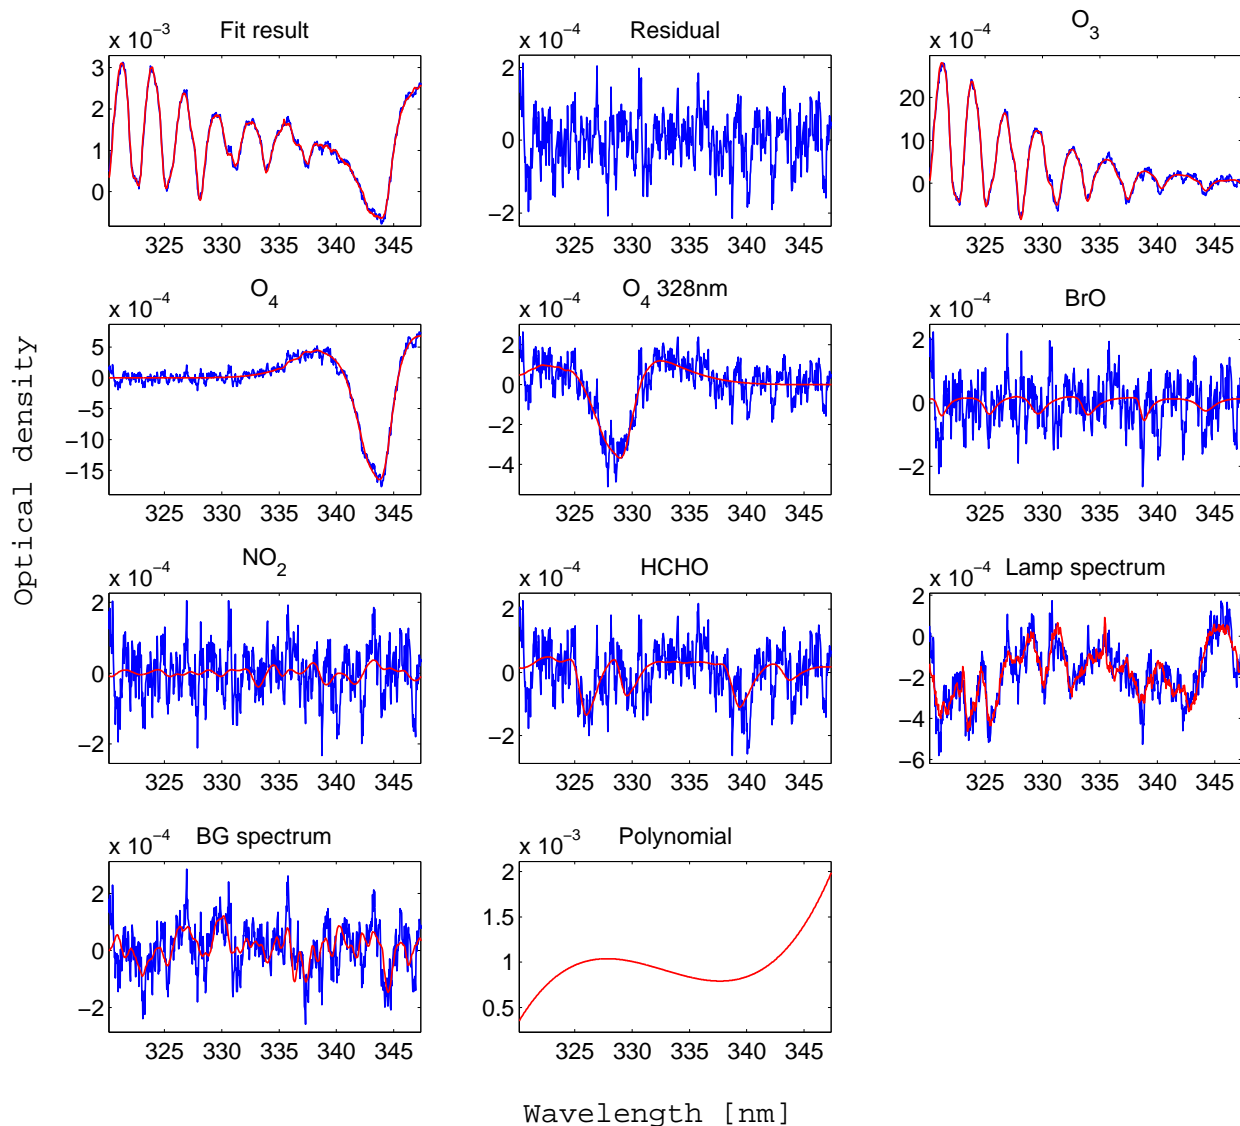 Fit result
x 10−3
3
2
1
0
325 330 335 340 345
Residual
x 10−4
2
0
−2
325 330 335 340 345
O3
x 10−4
20
10
0
325 330 335 340 345
O4
x 10−4
5
0
−5
−10
−15
325 330 335 340 345
O4 328nm
x 10−4
2
0
−2
−4
325 330 335 340 345
BrO
x 10−4
2
0
−2
325 330 335 340 345
NO2
x 10−4
2
0
−2
325 330 335 340 345
HCHO
x 10−4
2
0
−2
325 330 335 340 345
Lamp spectrum
x 10−4
2
0
−2
−4
−6
325 330 335 340 345
BG spectrum
x 10−4
2
0
−2
325 330 335 340 345
Polynomial
x 10−3
2
1.5
1
0.5
325 330 335 340 345
Optical density
Wavelength [nm]